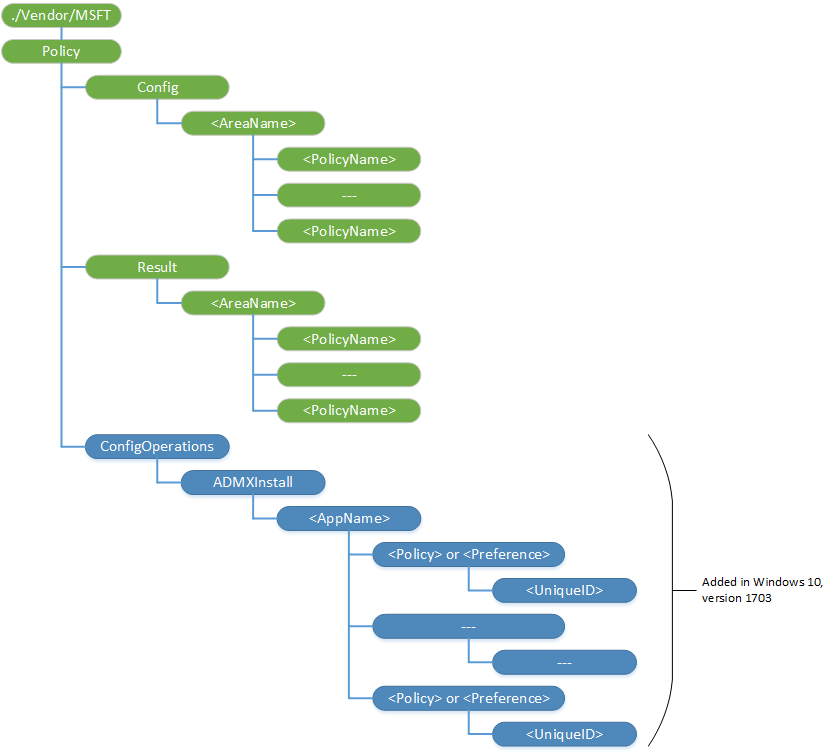 ./Vendor/MSFT
Policy
Config
<AreaName>
<PolicyName>
---
<PolicyName>
Result
<AreaName>
<PolicyName>
---
<PolicyName>
ConfigOperations
ADMXInstall
<AppName>
<Policy> or <Preference>
<UniqueID>
Added in Windows 10,
version 1703
---
---
<Policy> or <Preference>
<UniqueID>